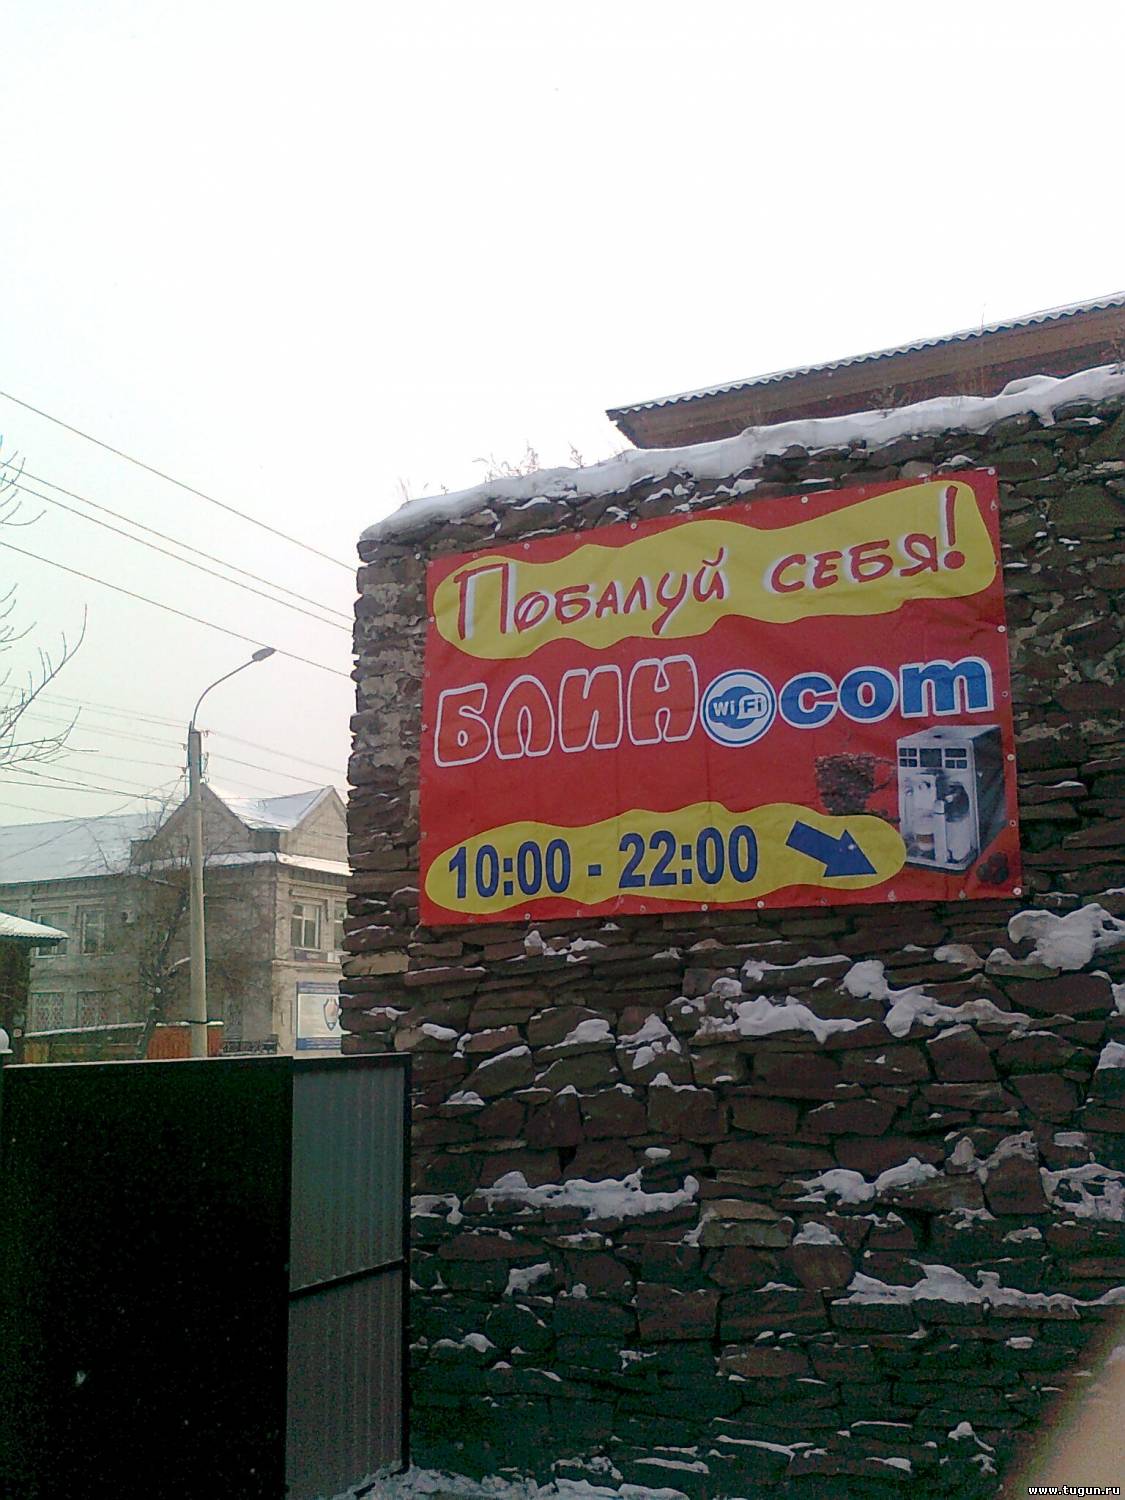 Побалуй себя!
БЛИН Wi Fi com
10:00 - 22:00
www.tugun.ru